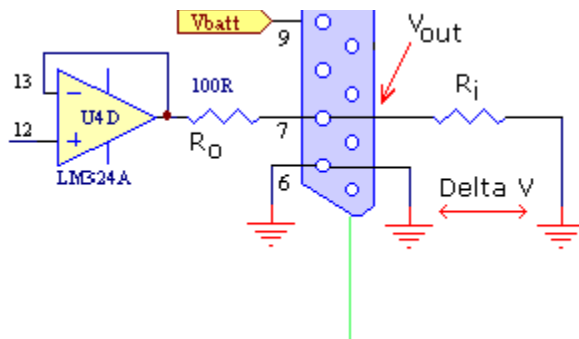 Vbatt
9
Vout
13
100R
Ri
U4D
12
7
Ro
LM324A
6
Delta V
-
+